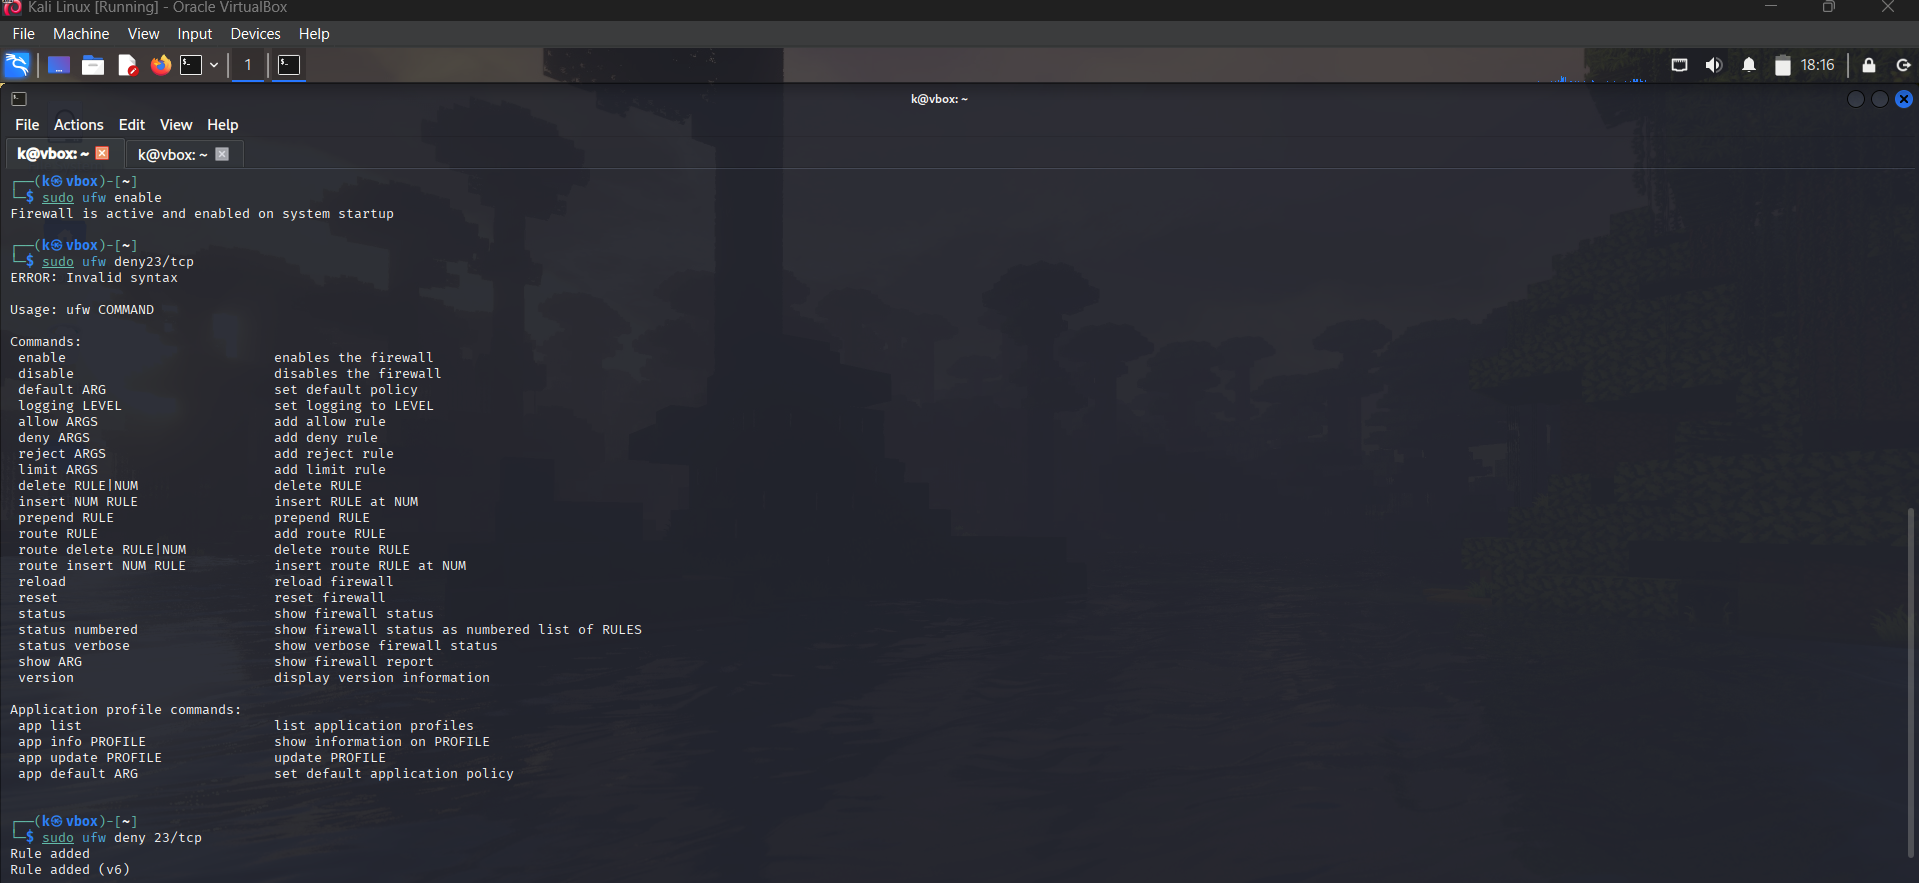 Kali Linux [Running] - Oracle VirtualBox
File Machine View Input Devices Help
1 18:16
k@vbox: ~
File Actions Edit View Help
k@vbox: ~ k@vbox: ~
┌──(k㉿vbox)-[~]
└─$ sudo ufw enable
Firewall is active and enabled on system startup
┌──(k㉿vbox)-[~]
└─$ sudo ufw deny23/tcp
ERROR: Invalid syntax
Usage: ufw COMMAND
Commands:
enable enables the firewall
disable disables the firewall
default ARG set default policy
logging LEVEL set logging to LEVEL
allow ARGS add allow rule
deny ARGS add deny rule
reject ARGS add reject rule
limit ARGS add limit rule
delete RULE|NUM delete RULE
insert NUM RULE insert RULE at NUM
prepend RULE prepend RULE
route RULE add route RULE
route delete RULE|NUM delete route RULE
route insert NUM RULE insert route RULE at NUM
reload reload firewall
reset reset firewall
status show firewall status
status numbered show firewall status as numbered list of RULES
status verbose show verbose firewall status
show ARG show firewall report
version display version information
Application profile commands:
app list list application profiles
app info PROFILE show information on PROFILE
app update PROFILE update PROFILE
app default ARG set default application policy
┌──(k㉿vbox)-[~]
└─$ sudo ufw deny 23/tcp
Rule added
Rule added (v6)